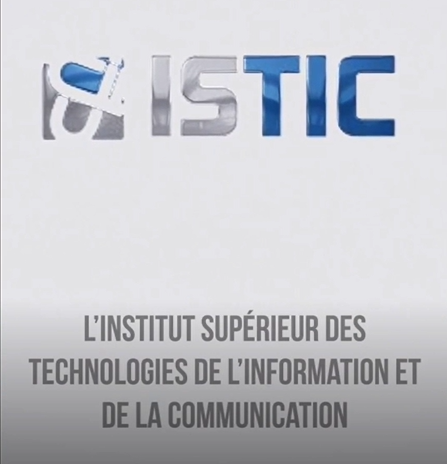 ISTIC
L'INSTITUT SUPÉRIEUR DES
TECHNOLOGIES DE L'INFORMATION ET
DE LA COMMUNICATION